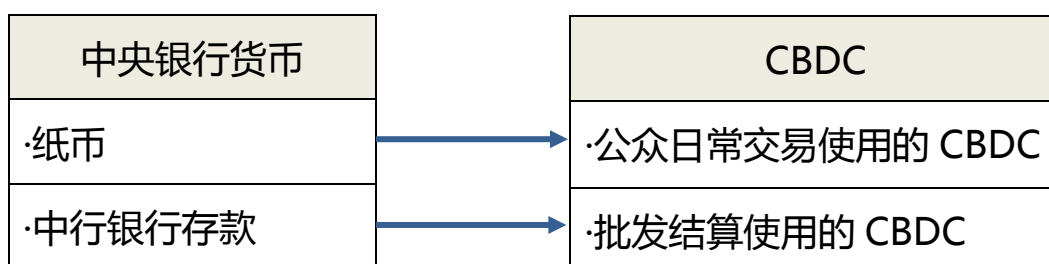 中央银行货币
CBDC
·纸币
·公众日常交易使用的 CBDC
·中行银行存款
·批发结算使用的 CBDC